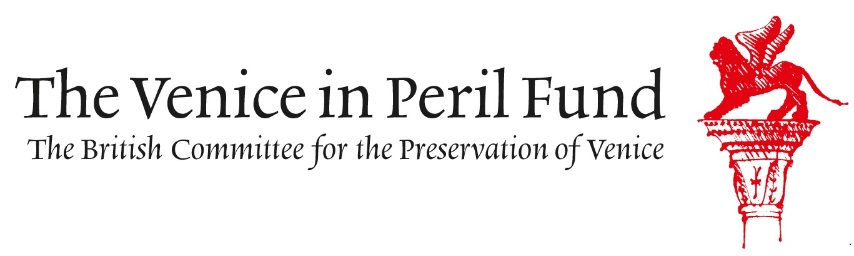 The Venice in Peril Fund
The British Committee for the Preservation of Venice